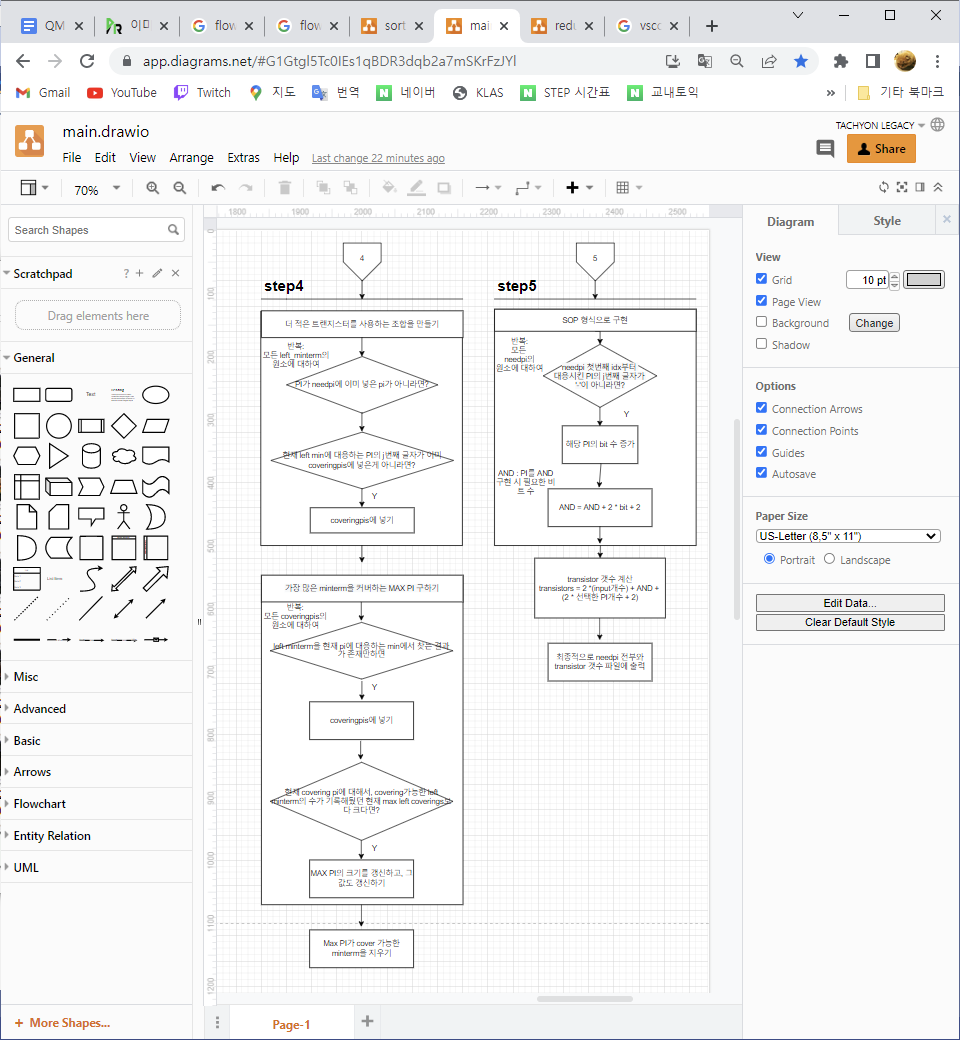 QM
이미
flow
flow
sort
mai
redu
vsco
app.diagrams.net/#G1Gtgl5Tc0IEs1qBDR3dqb2a7mSKrFzJYl
Gmail
YouTube
Twitch
지도
번역
네이버
KLAS
STEP 시간표
교내토익
»
기타 북마크
main.drawio
TACHYON LEGACY
File Edit View Arrange Extras Help Last change 22 minutes ago
Share
70%
Search Shapes
Scratchpad
Drag elements here
General
Text
Heading
List Item
Misc
Advanced
Basic
Arrows
Flowchart
Entity Relation
UML
+ More Shapes...
1800 1900 2000 2100 2200 2300 2400 2500
0
100
200
300
400
500
600
700
800
900
1000
1100
1200
4
step4
더 적은 트랜지스터를 사용하는 조합을 만들기
반복:
모든 left_minterm의
원소에 대하여
PI가 needpi에 이미 넣은 pi가 아니라면?
현재 left min에 대응하는 PI의 j번째 글자가 이미
coveringpis에 넣은게 아니라면?
Y
coveringpis에 넣기
가장 많은 minterm을 커버하는 MAX PI 구하기
반복:
모든 coveringpis의
원소에 대하여
left minterm을 현재 pi에 대응하는 min에서 찾는 결과
가 존재한하면
Y
coveringpis에 넣기
현재 covering pi에 대해서, covering가능한 left
minterm의 수가 기록해뒀던 현재 max left coverings보
다 크다면?
Y
MAX PI의 크기를 갱신하고, 그
값도 갱신하기
Max PI가 cover 가능한
minterm을 지우기
5
step5
SOP 형식으로 구현
반복:
모든
needpi의
원소에 대하여
needpi 첫번째 idx부터
대응시킨 PI의 j번째 글자가
'-'이 아니라면?
Y
해당 PI의 bit 수 증가
AND : PI를 AND
구현 시 필요한 비
트 수
AND = AND + 2 * bit + 2
transistor 갯수 계산
transistors = 2 *(input개수) + AND +
(2 * 선택한 PI개수 + 2)
최종적으로 needpi 전부와
transistor 갯수 파일에 출력
Page-1
Diagram
Style
View
Grid
10 pt
Page View
Background
Change
Shadow
Options
Connection Arrows
Connection Points
Guides
Autosave
Paper Size
US-Letter (8,5" x 11")
Portrait
Landscape
Edit Data...
Clear Default Style